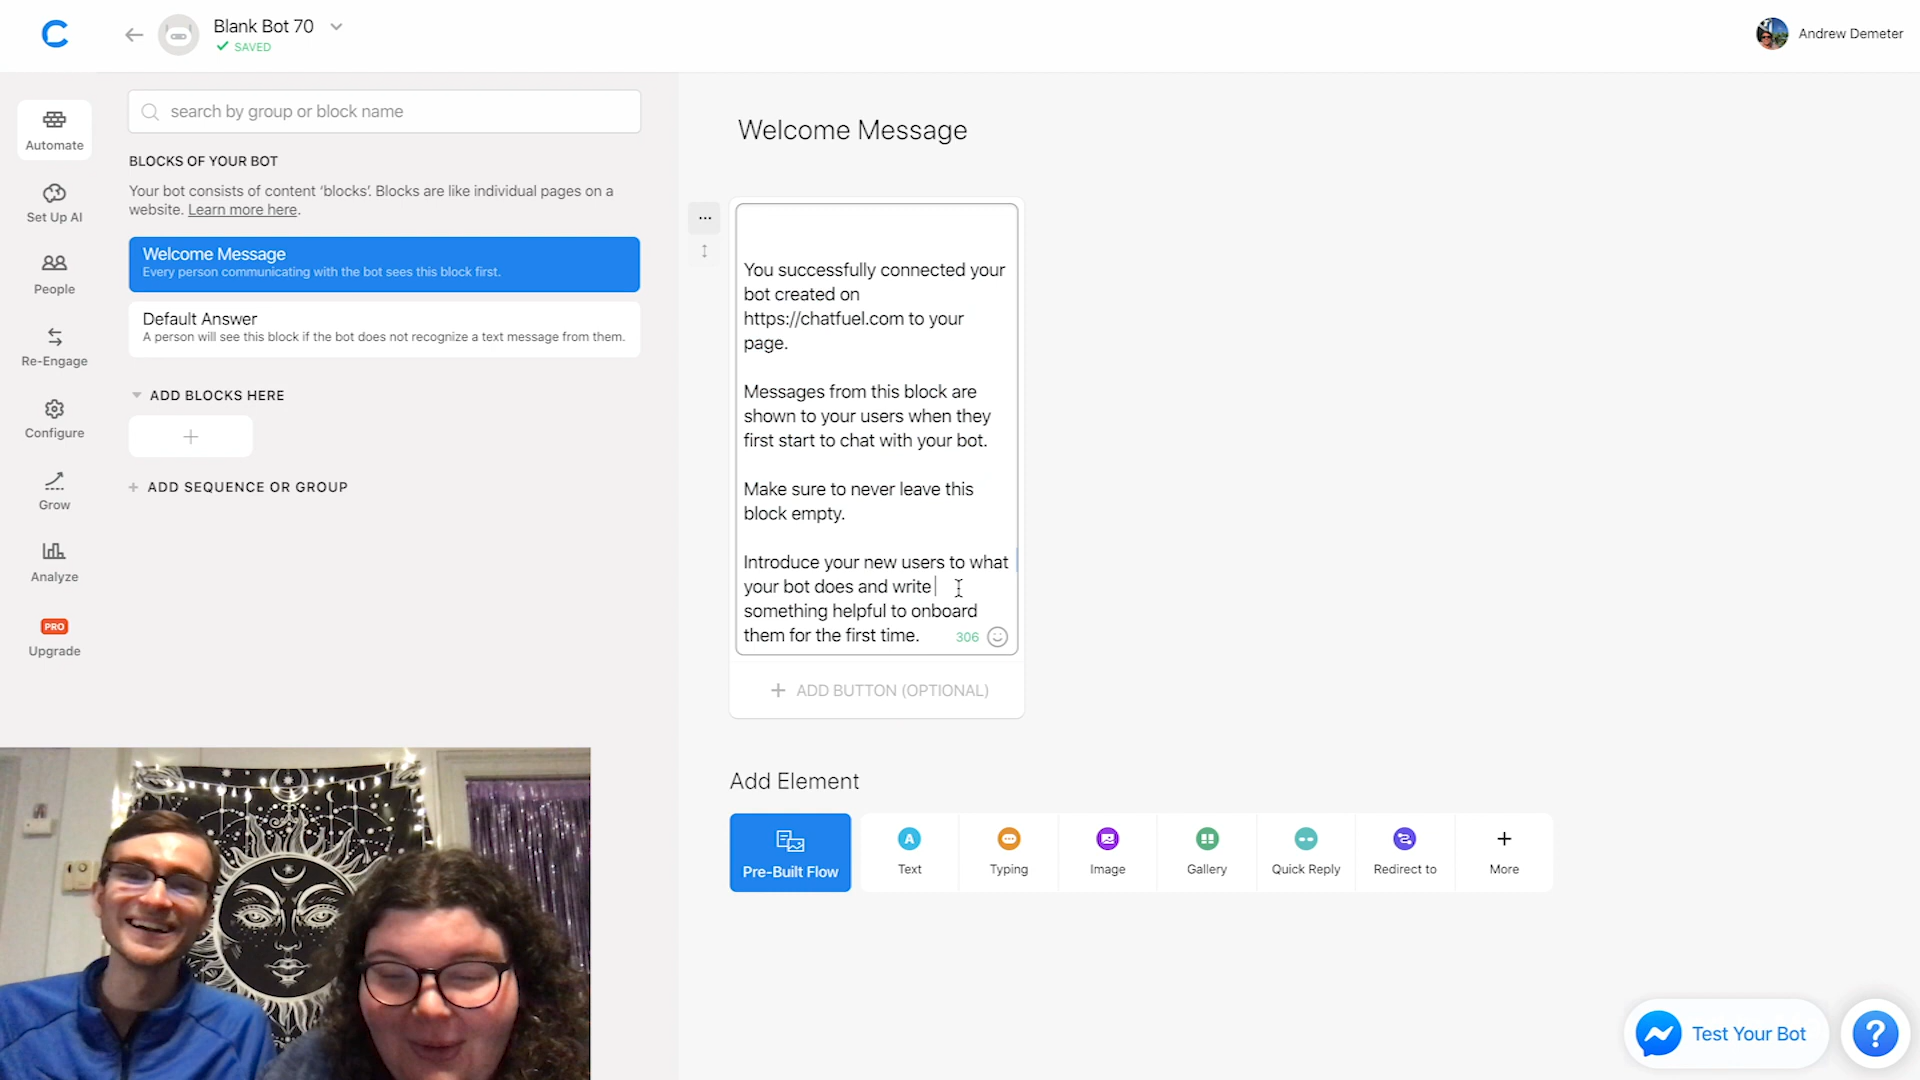 Blank Bot 70
SAVED
Andrew Demeter
Automate
Set Up AI
People
Re-Engage
Configure
Grow
Analyze
PRO
Upgrade
search by group or block name
BLOCKS OF YOUR BOT
Your bot consists of content ‘blocks’. Blocks are like individual pages on a
website. Learn more here.
Welcome Message
Every person communicating with the bot sees this block first.
Default Answer
A person will see this block if the bot does not recognize a text message from them.
ADD BLOCKS HERE
+
+ ADD SEQUENCE OR GROUP
Welcome Message
...
You successfully connected your
bot created on
https://chatfuel.com to your
page.
Messages from this block are
shown to your users when they
first start to chat with your bot.
Make sure to never leave this
block empty.
Introduce your new users to what
your bot does and write
something helpful to onboard
them for the first time.
306
+ ADD BUTTON (OPTIONAL)
Add Element
Pre-Built Flow
A
Text
Typing
Image
Gallery
Quick Reply
Redirect to
+
More
Test Your Bot
?